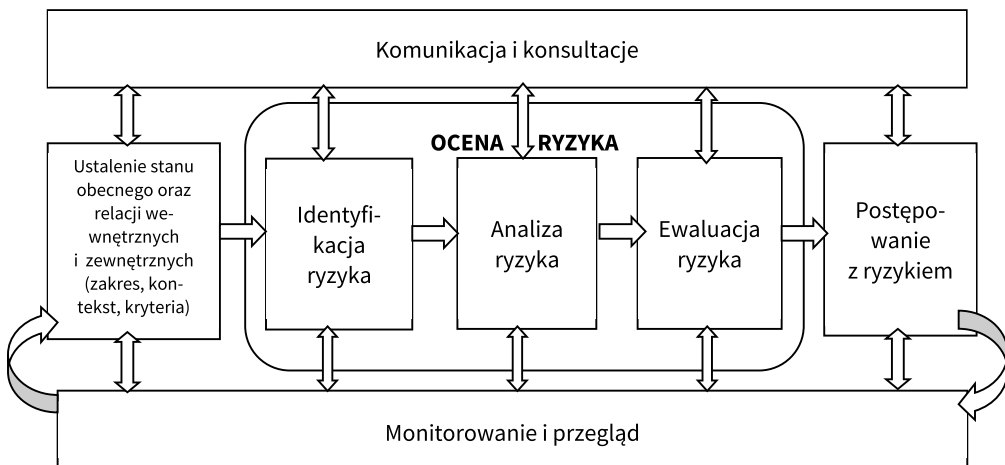 Komunikacja i konsultacje
OCENA RYZYKA
Ustalenie stanu
obecnego oraz
relacji we-
wnętrznych
i zewnętrznych
(zakres, kon-
tekst, kryteria)
Identyfi-
kacja
ryzyka
Analiza
ryzyka
Ewaluacja
ryzyka
Postępo-
wanie
z ryzykiem
Monitorowanie i przegląd